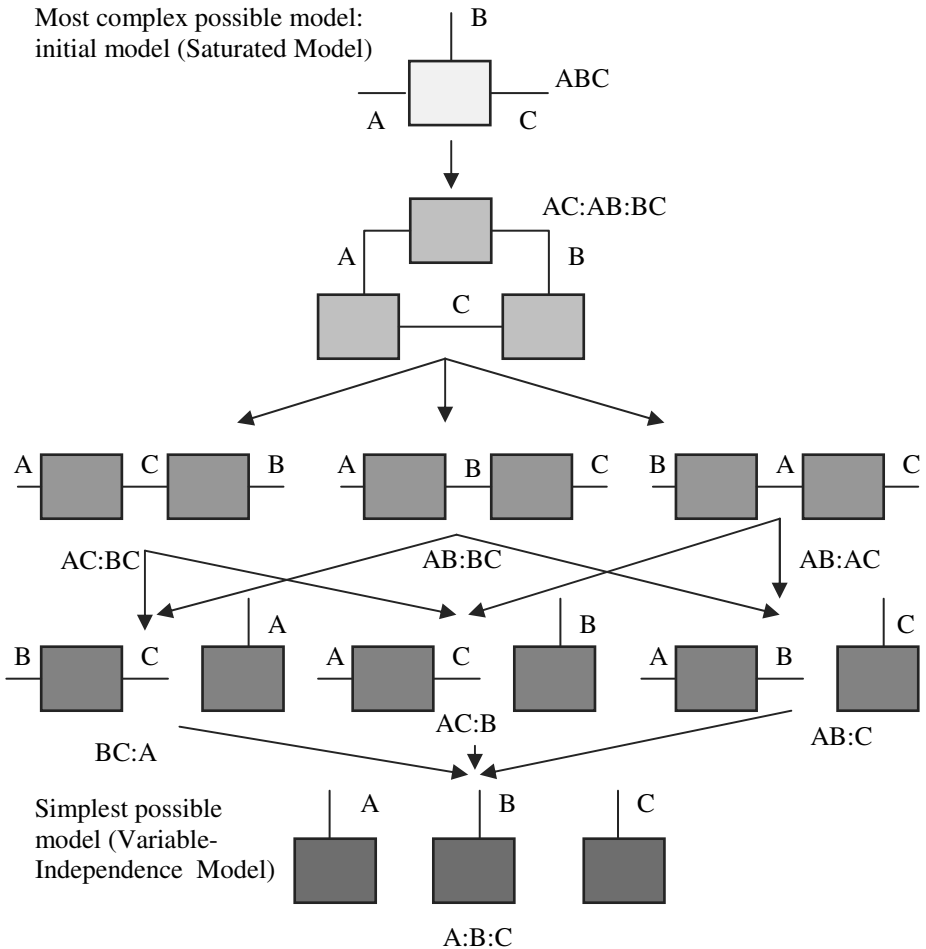 Most complex possible model:
initial model (Saturated Model)
B
ABC
A
C
AC:AB:BC
A
B
C
A
C
B
A
B
C
B
A
C
AC:BC
AB:BC
AB:AC
A
B
C
B
C
A
C
A
B
AC:B
AB:C
BC:A
Simplest possible
model (Variable-
Independence Model)
A
B
C
A:B:C